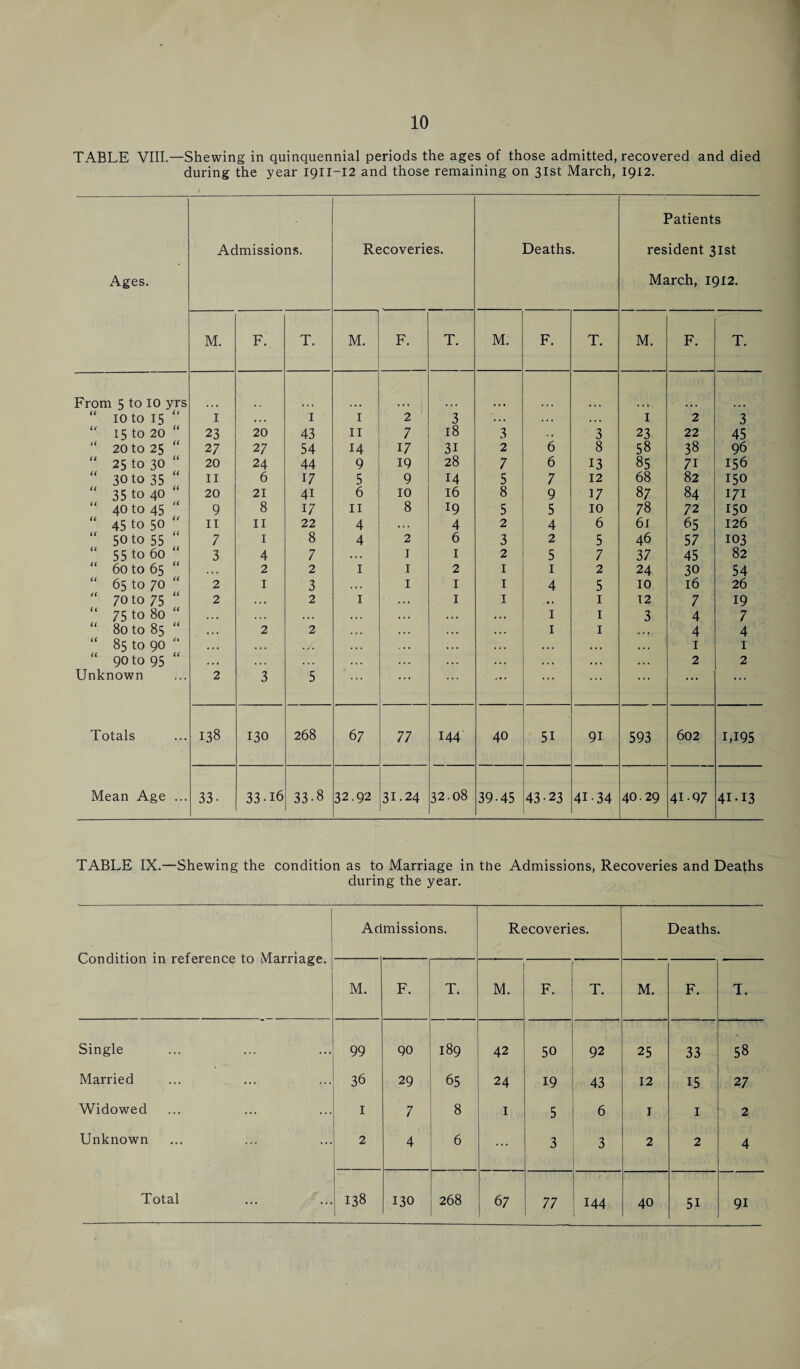 10
TABLE VIII.—Shewing in quinquennial periods the ages of those admitted, recovered and died
during the year 1911-12 and those remaining on 31st March, 1912.
Ages. Admissions. Recoveries. Deaths. Patients resident 31st March, 1912.
M. F. T. M. F. T. M. F. T. M. F. T.
From 5 to 10 yrs ... .. ... ... ... ... ... ... ... ... ... ...
“ 10 to 15 “ 1 ... 1 1 2 3 ... ... ... 1 2 3
“ 15 to 20 “ 23 20 43 11 7 18 3 .. 3 23 22 45
“ 20 to 25 “ 27 27 54 14 17 31 2 6 8 58 38 96
“ 25 to 30 “ 20 24 44 9 19 28 7 6 13 85 71 156
“ 30 to 35 “ 11 6 17 5 9 14 5 7 12 68 82 150
“ 35 to 40 “ 20 21 41 6 10 16 8 9 17 87 84 171
“ 40 to 45 “ 9 8 17 11 8 19 5 5 10 78 72 150
“ 45 to 50 “ 11 11 22 4 ... 4 2 4 6 61 65 126
“ 50 to 55 “ 7 1 8 4 2 6 3 2 5 46 57 103
“ 55 to 60 “ 3 4 7 ... 1 1 2 5 7 37 45 82
“ 60 to 65 “ ... 2 2 1 1 2 1 1 2 24 30 54
“ 65 to 70 “ 2 1 3 ... 1 1 1 4 5 10 16 26
“ 70 to 75 “ 2 ... 2 1 ... 1 1 .. 1 12 7 19
“ 75 to 80 “ ... ... ... ... ... ... ... 1 1 3 4 7
“ 80 to 85 “ ... 2 2 ... ... ... ... 1 1 ... 4 4
“ 85 to 90 “ ... ... ... ... ... ... ... ... ... ... 1 1
“ 90 to 95 “ ... ... ... ... ... ... ... ... ... ... 2 2
Unknown ... 2 3 5 ... ... ... ... ... ... ... ... ...
Totals ... 138 130 268 67 77 144 40 51 91 593 602 1,195
Mean Age ... 33. 33.16 33.8 32.92 31.24 32.08 39.45 43.23 41.34 40.29 41.97 41.13
TABLE IX.—Shewing the condition as to Marriage in the Admissions, Recoveries and Deaths
during the year.
Condition in reference to Marriage. Admissions. Recoveries. Deaths.
M. F. T. M. F. T. M. F. T.
Single ... ... ... 99 90 189 42 50 92 25 33 58
Married ... ... ... 36 29 65 24 19 43 12 15 27
Widowed ... ... ... 1 7 8 1 5 6 1 1 2
Unknown ... ... ... 2 4 6 ... 3 3 2 2 4
Total ... ... 138 130 268 67 77 144 40 51 91